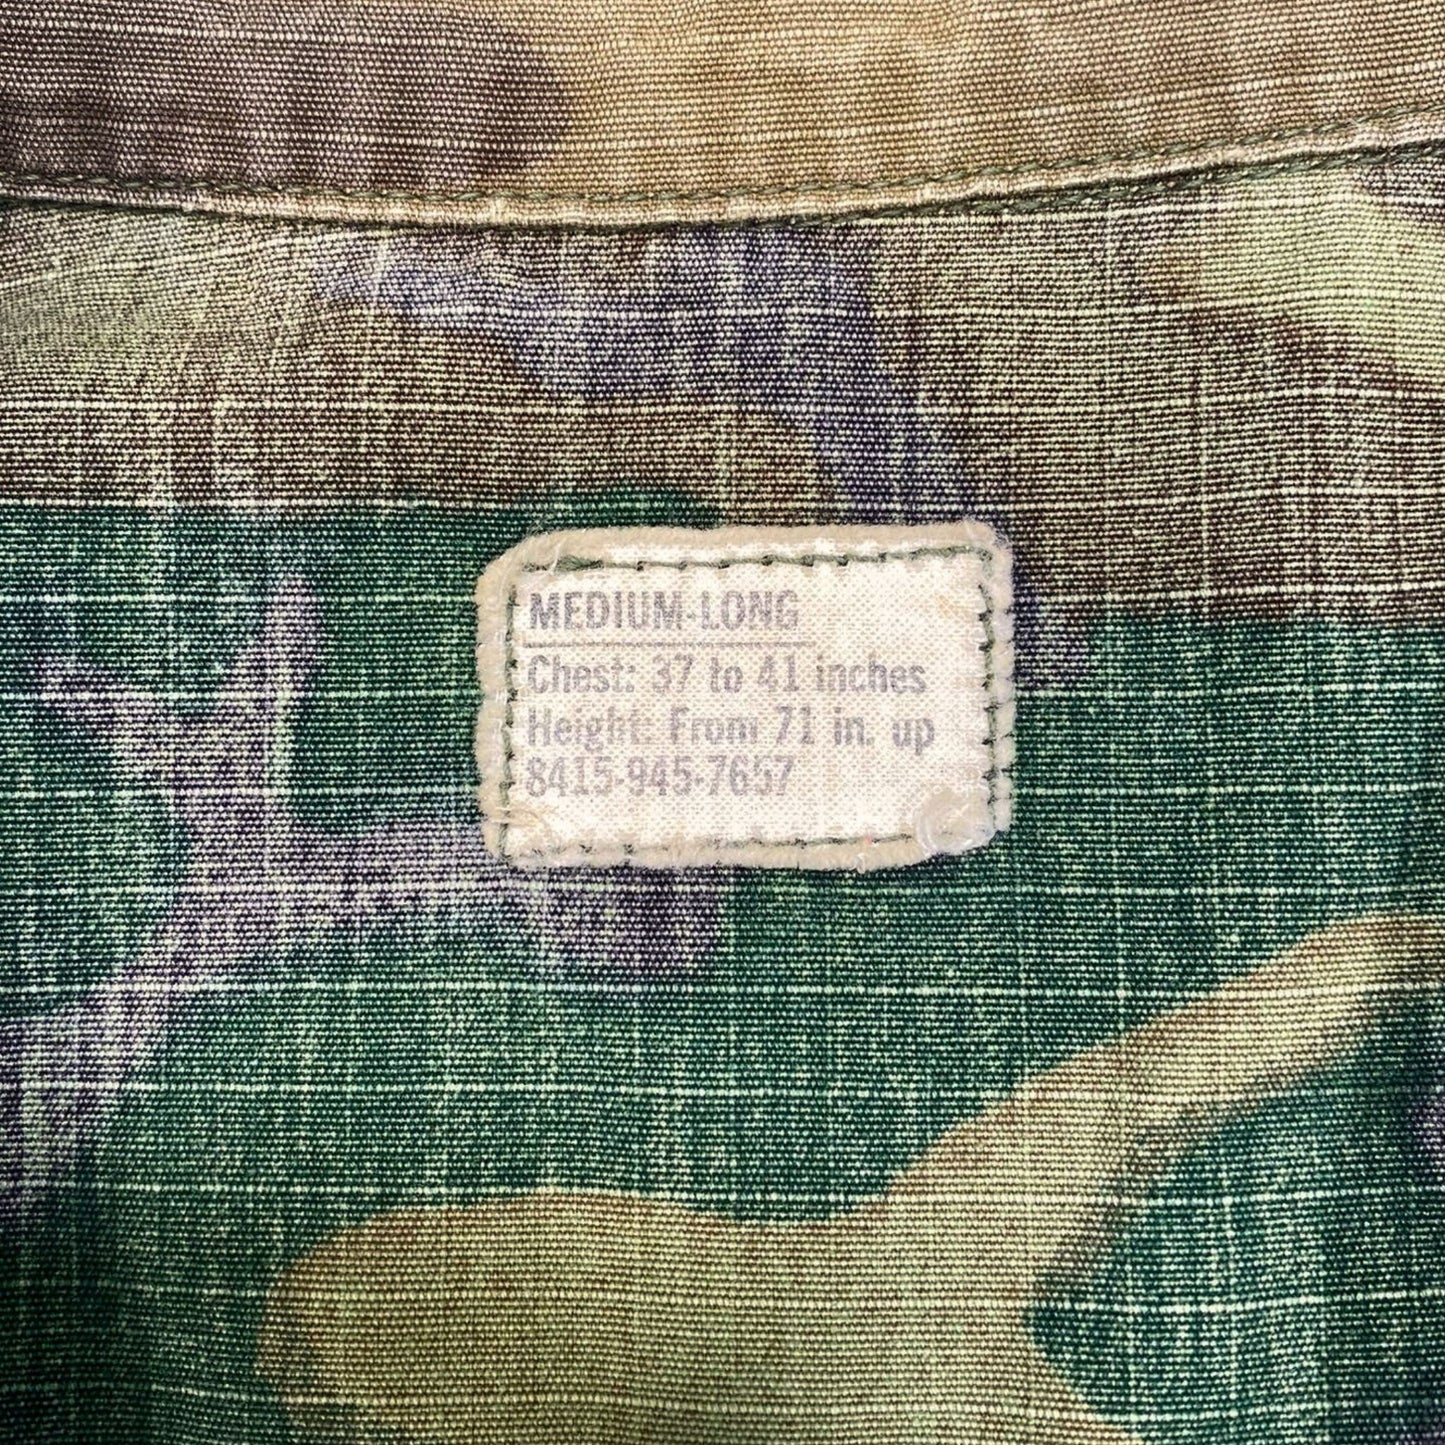 MEDIUM-LONG
Chest: 37 to 41 inches
Height: From 71 in. up
8415-945-7657